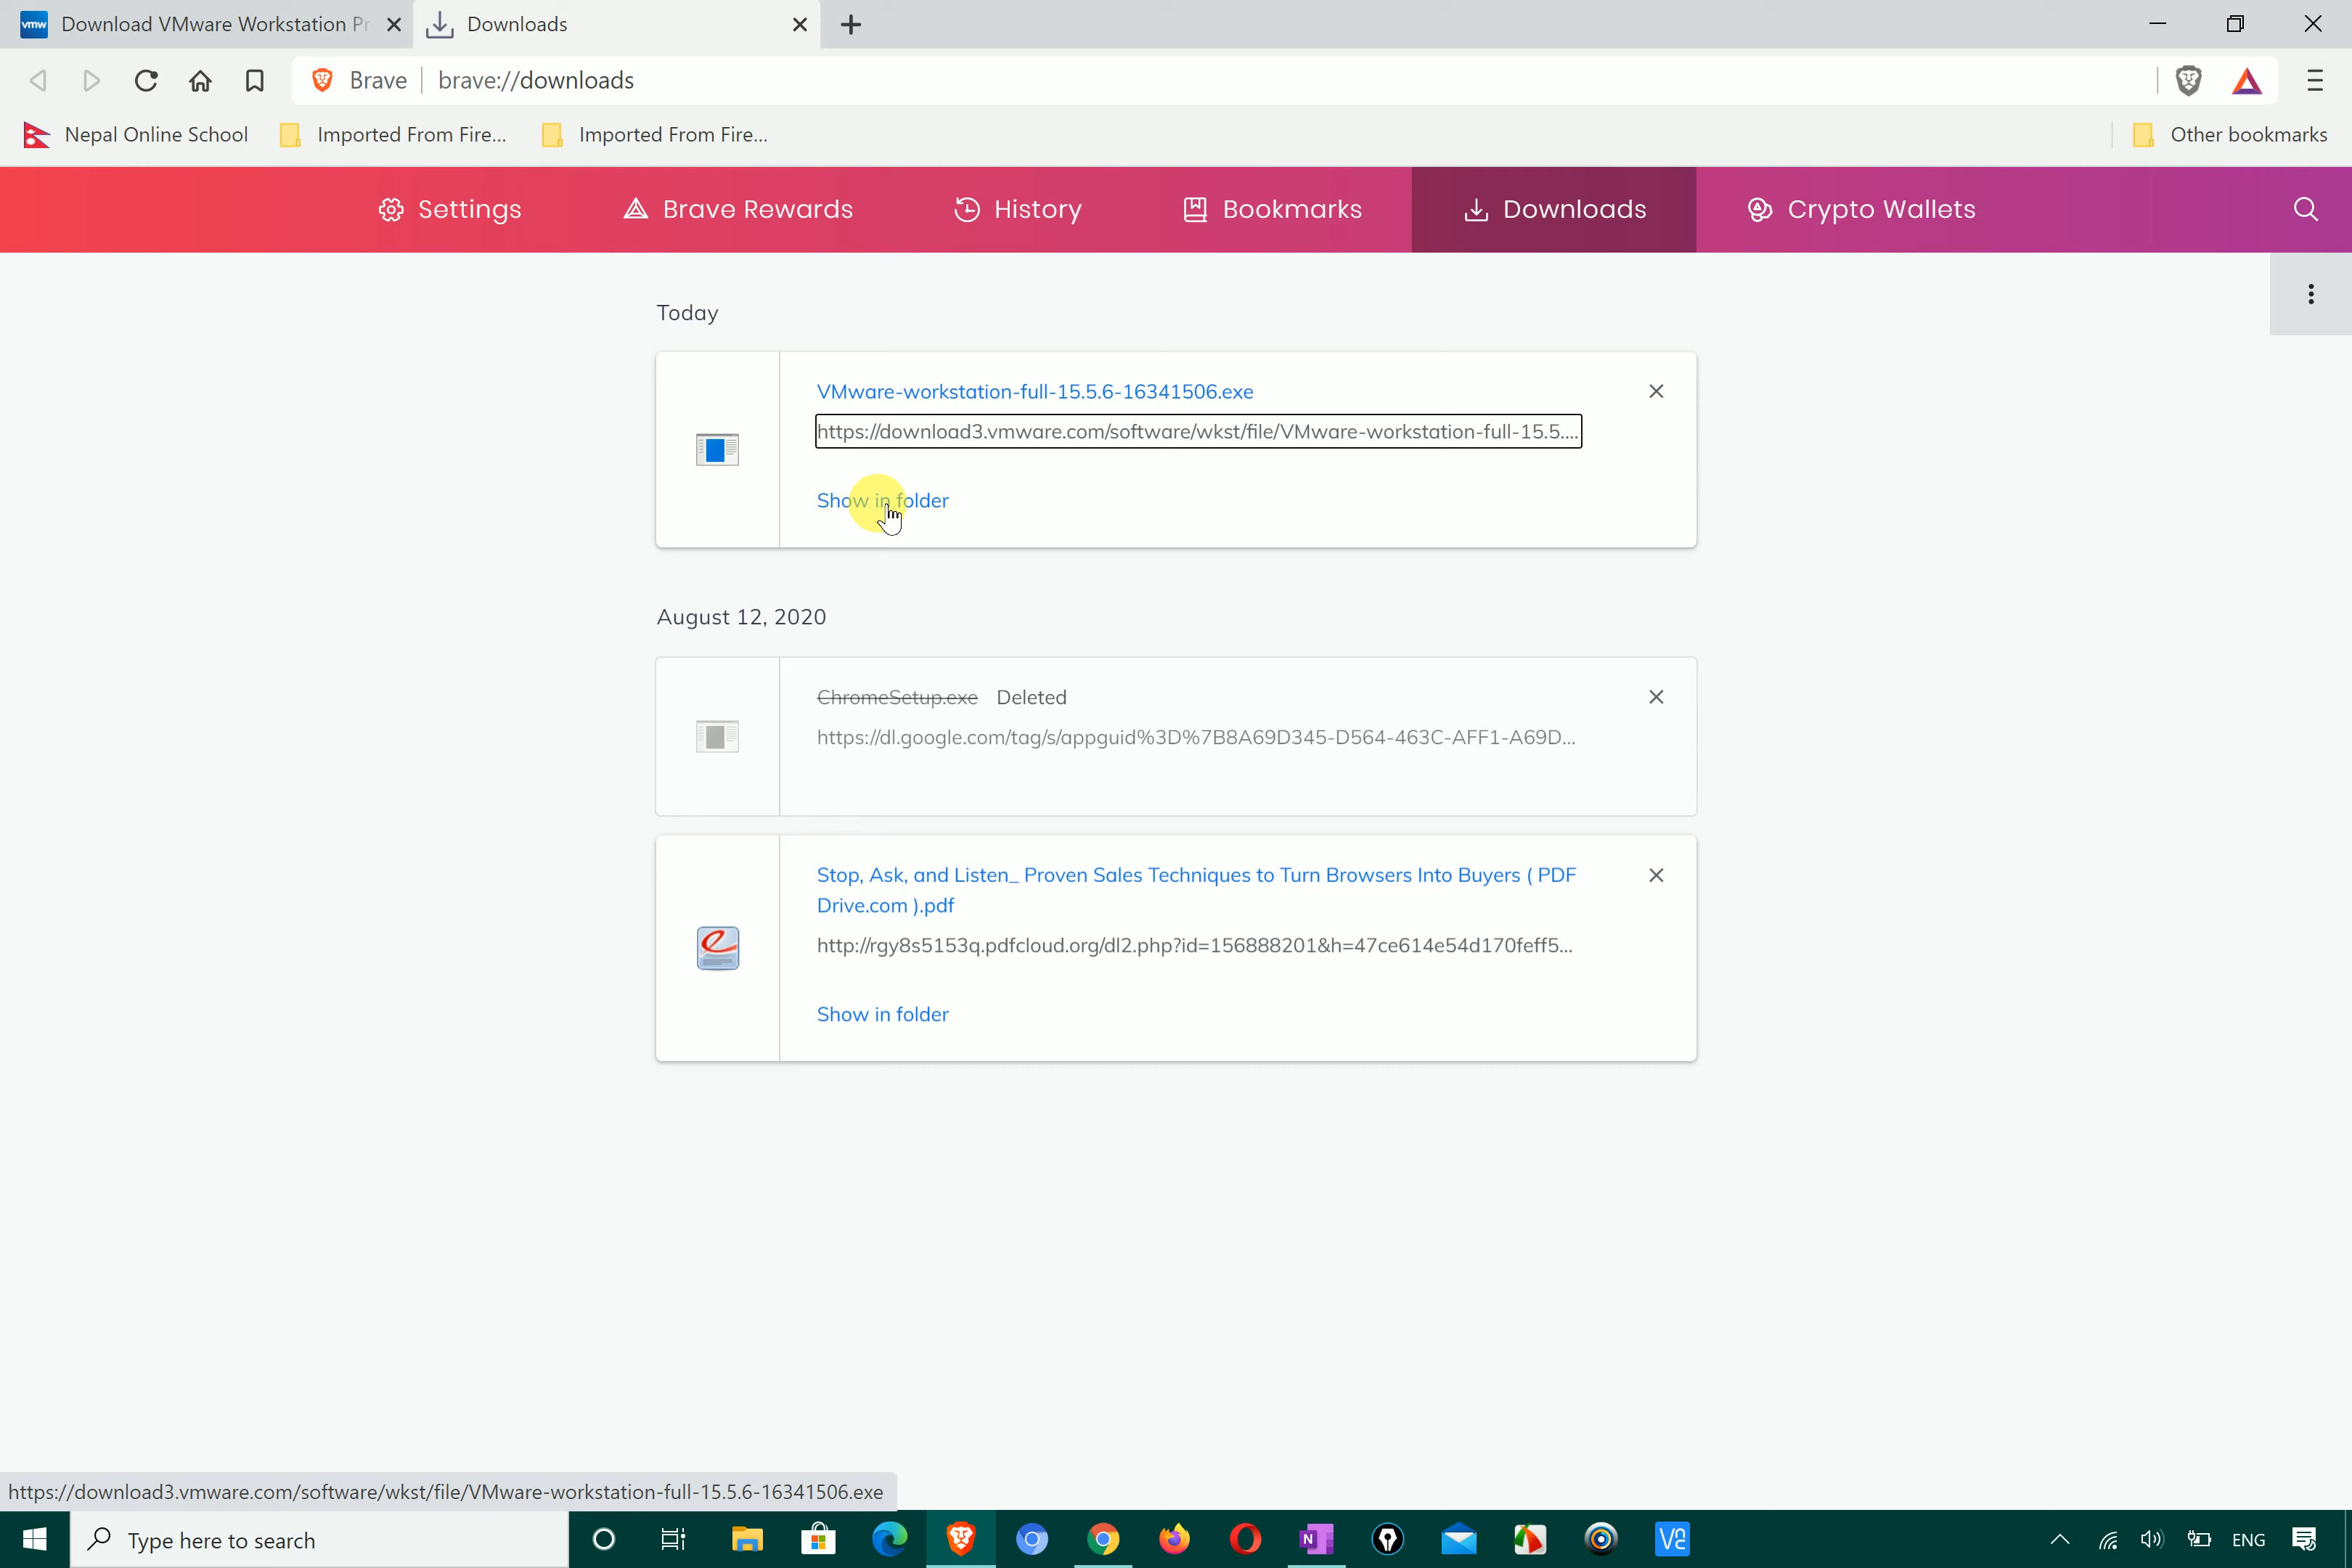 vmw Download VMware Workstation Pr
Downloads
Brave brave://downloads
Nepal Online School Imported From Fire... Imported From Fire... Other bookmarks
Settings Brave Rewards History Bookmarks Downloads Crypto Wallets
Today
VMware-workstation-full-15.5.6-16341506.exe
https://download3.vmware.com/software/wkst/file/VMware-workstation-full-15.5....
Show in folder
August 12, 2020
ChromeSetup.exe Deleted
https://dl.google.com/tag/s/appguid%3D%7B8A69D345-D564-463C-AFF1-A69D...
Stop, Ask, and Listen_ Proven Sales Techniques to Turn Browsers Into Buyers ( PDF
Drive.com ).pdf
http://rgy8s5153q.pdfcloud.org/dl2.php?id=156888201&h=47ce614e54d170feff5...
Show in folder
https://download3.vmware.com/software/wkst/file/VMware-workstation-full-15.5.6-16341506.exe
Type here to search
N
ENG